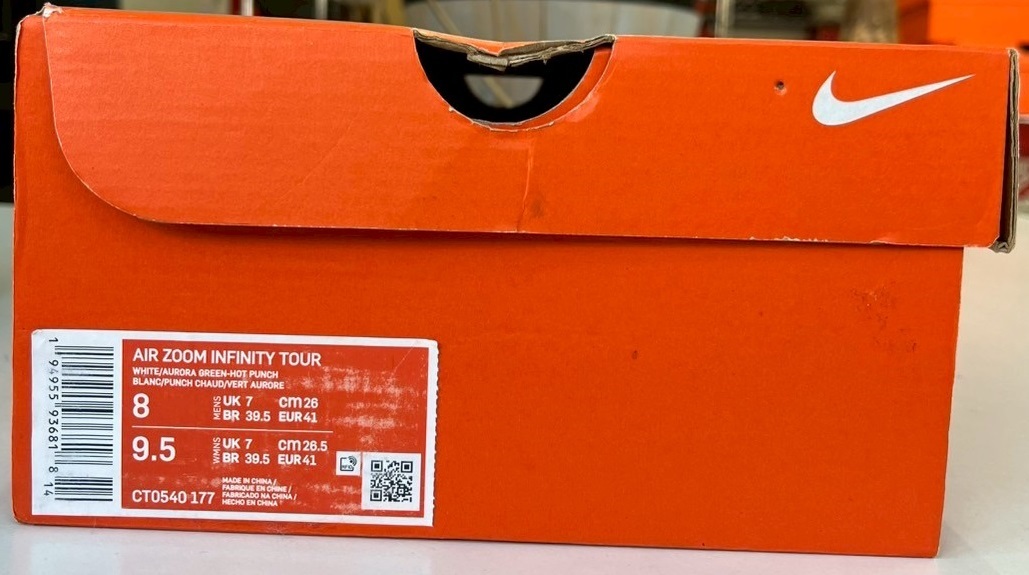 AIR ZOOM INFINITY TOUR
WHITE/AURORA GREEN-HOT PUNCH
BLANC/PUNCH CHAUD/VERT AURORE
8 MENS UK 7 cm 26
BR 39.5 EUR 41
9.5 WMNS UK 7 cm 26.5
BR 39.5 EUR 41
CT0540 177
MADE IN CHINA /
FABRIQUE EN CHINE /
FABRICADO NA CHINA /
HECHO EN CHINA
1 94955 93681 8 14